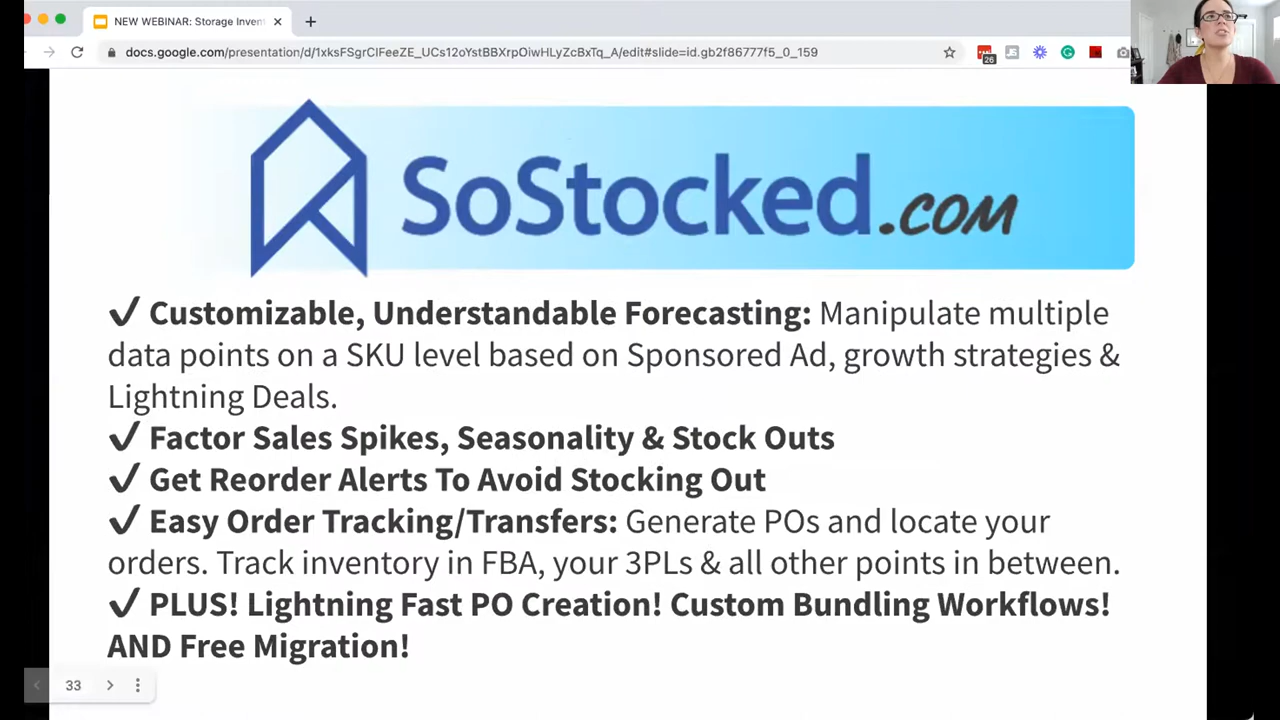 NEW WEBINAR: Storage Inven
docs.google.com/presentation/d/1xksFSgrCIFeeZE_UCs12oYstBBXrpOiwHLyZcBxTq_A/edit#slide=id.gb2f86777f5_0_159
26
JS
SoStocked.com
✔ Customizable, Understandable Forecasting: Manipulate multiple
data points on a SKU level based on Sponsored Ad, growth strategies &
Lightning Deals.
✔ Factor Sales Spikes, Seasonality & Stock Outs
✔ Get Reorder Alerts To Avoid Stocking Out
✔ Easy Order Tracking/Transfers: Generate POs and locate your
orders. Track inventory in FBA, your 3PLs & all other points in between.
✔ PLUS! Lightning Fast PO Creation! Custom Bundling Workflows!
AND Free Migration!
33